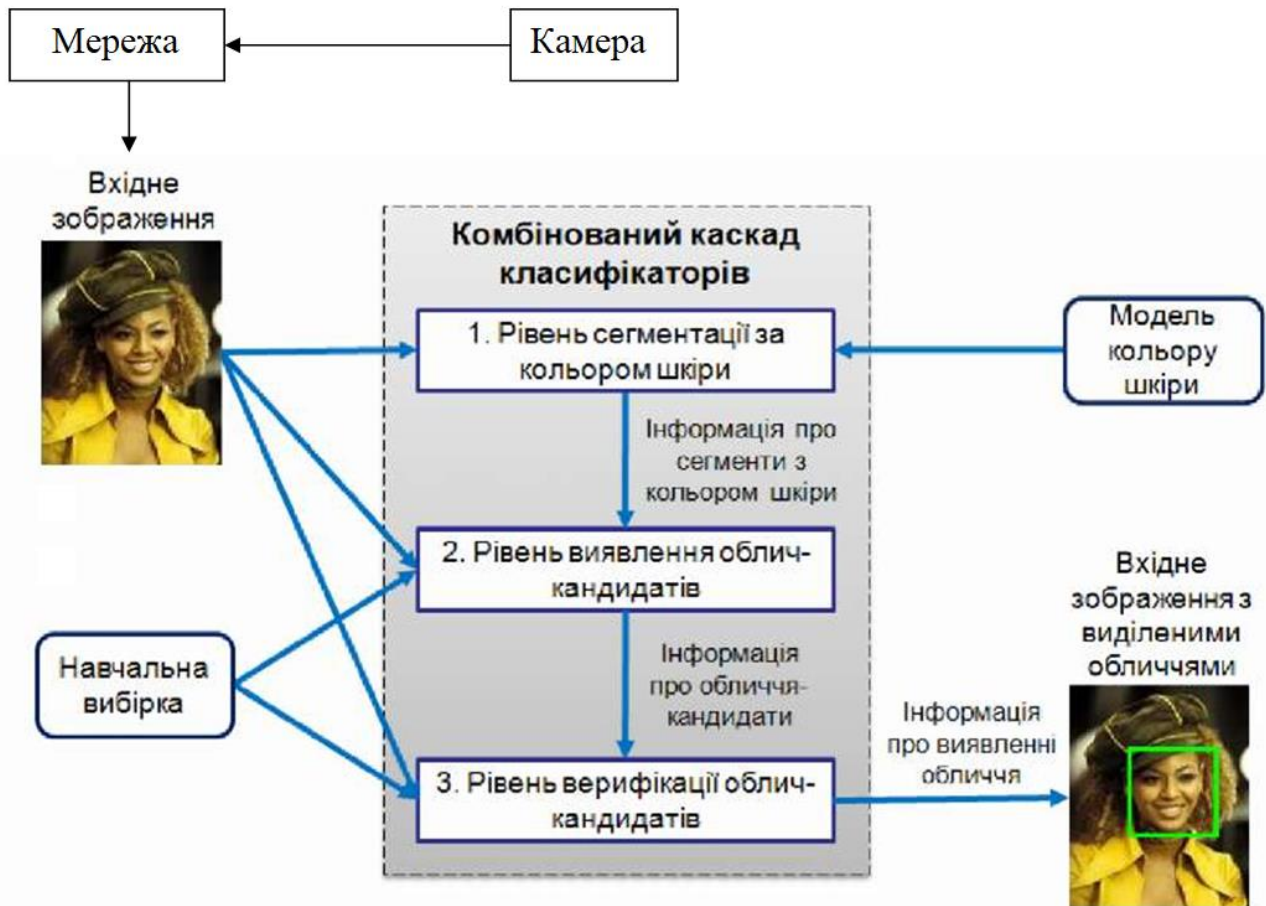 Мережа
Камера
Вхідне
зображення
Комбінований каскад
класифікаторів
1. Рівень сегментації за
кольором шкіри
Модель
кольору
шкіри
Інформація про
сегменти з
кольором шкіри
2. Рівень виявлення облич-
кандидатів
Навчальна
вибірка
Інформація
про обличчя-
кандидати
3. Рівень верифікації облич-
кандидатів
Інформація
про виявленні
обличчя
Вхідне
зображення з
виділеними
обличчями